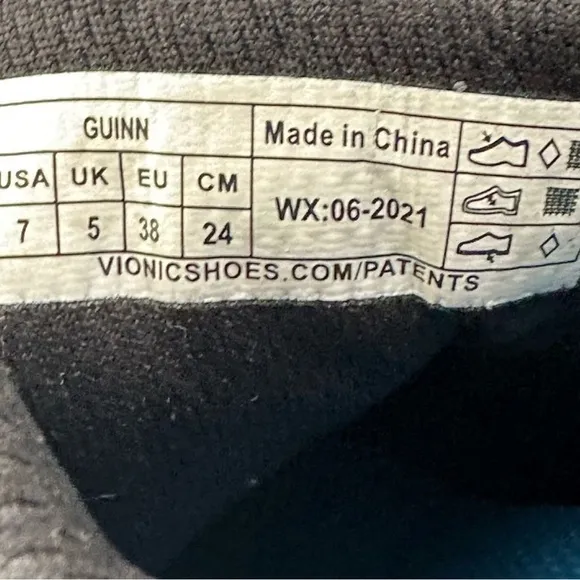 GUINN
Made in China
USA UK EU CM
7 5 38 24
WX:06-2021
VIONICSHOES.COM/PATENTS